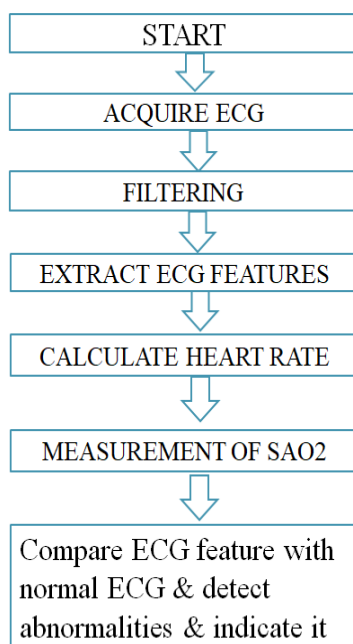 START
ACQUIRE ECG
FILTERING
EXTRACT ECG FEATURES
CALCULATE HEART RATE
MEASUREMENT OF SAO2
Compare ECG feature with
normal ECG & detect
abnormalities & indicate it